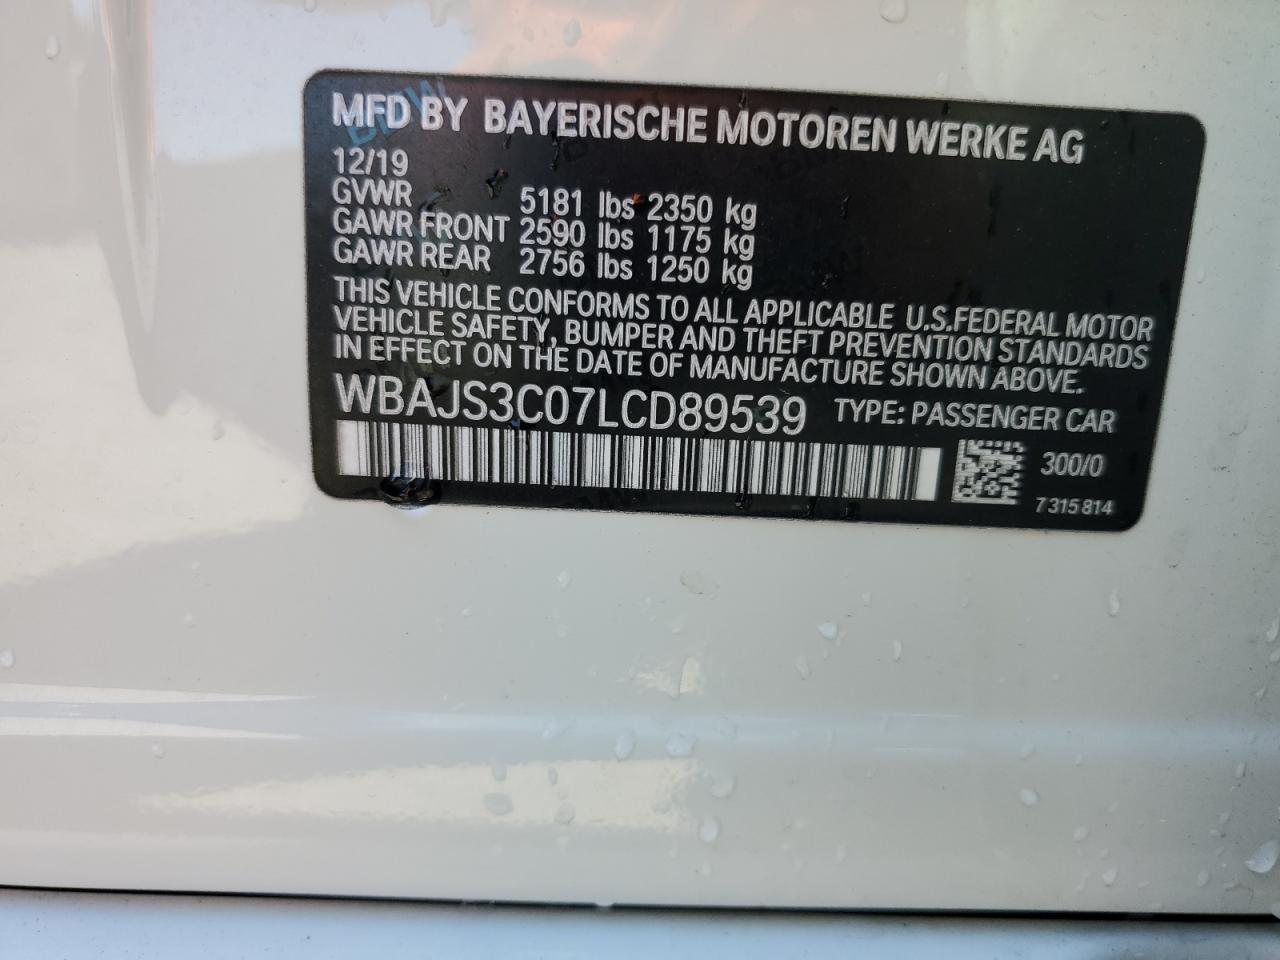 MFD BY BAYERISCHE MOTOREN WERKE AG
12/19
GVWR 5181 lbs 2350 kg
GAWR FRONT 2590 lbs 1175 kg
GAWR REAR 2756 lbs 1250 kg
THIS VEHICLE CONFORMS TO ALL APPLICABLE U.S.FEDERAL MOTOR
VEHICLE SAFETY, BUMPER AND THEFT PREVENTION STANDARDS
IN EFFECT ON THE DATE OF MANUFACTURE SHOWN ABOVE.
WBAJS3C07LCD89539 TYPE: PASSENGER CAR
300/0
7 315 814